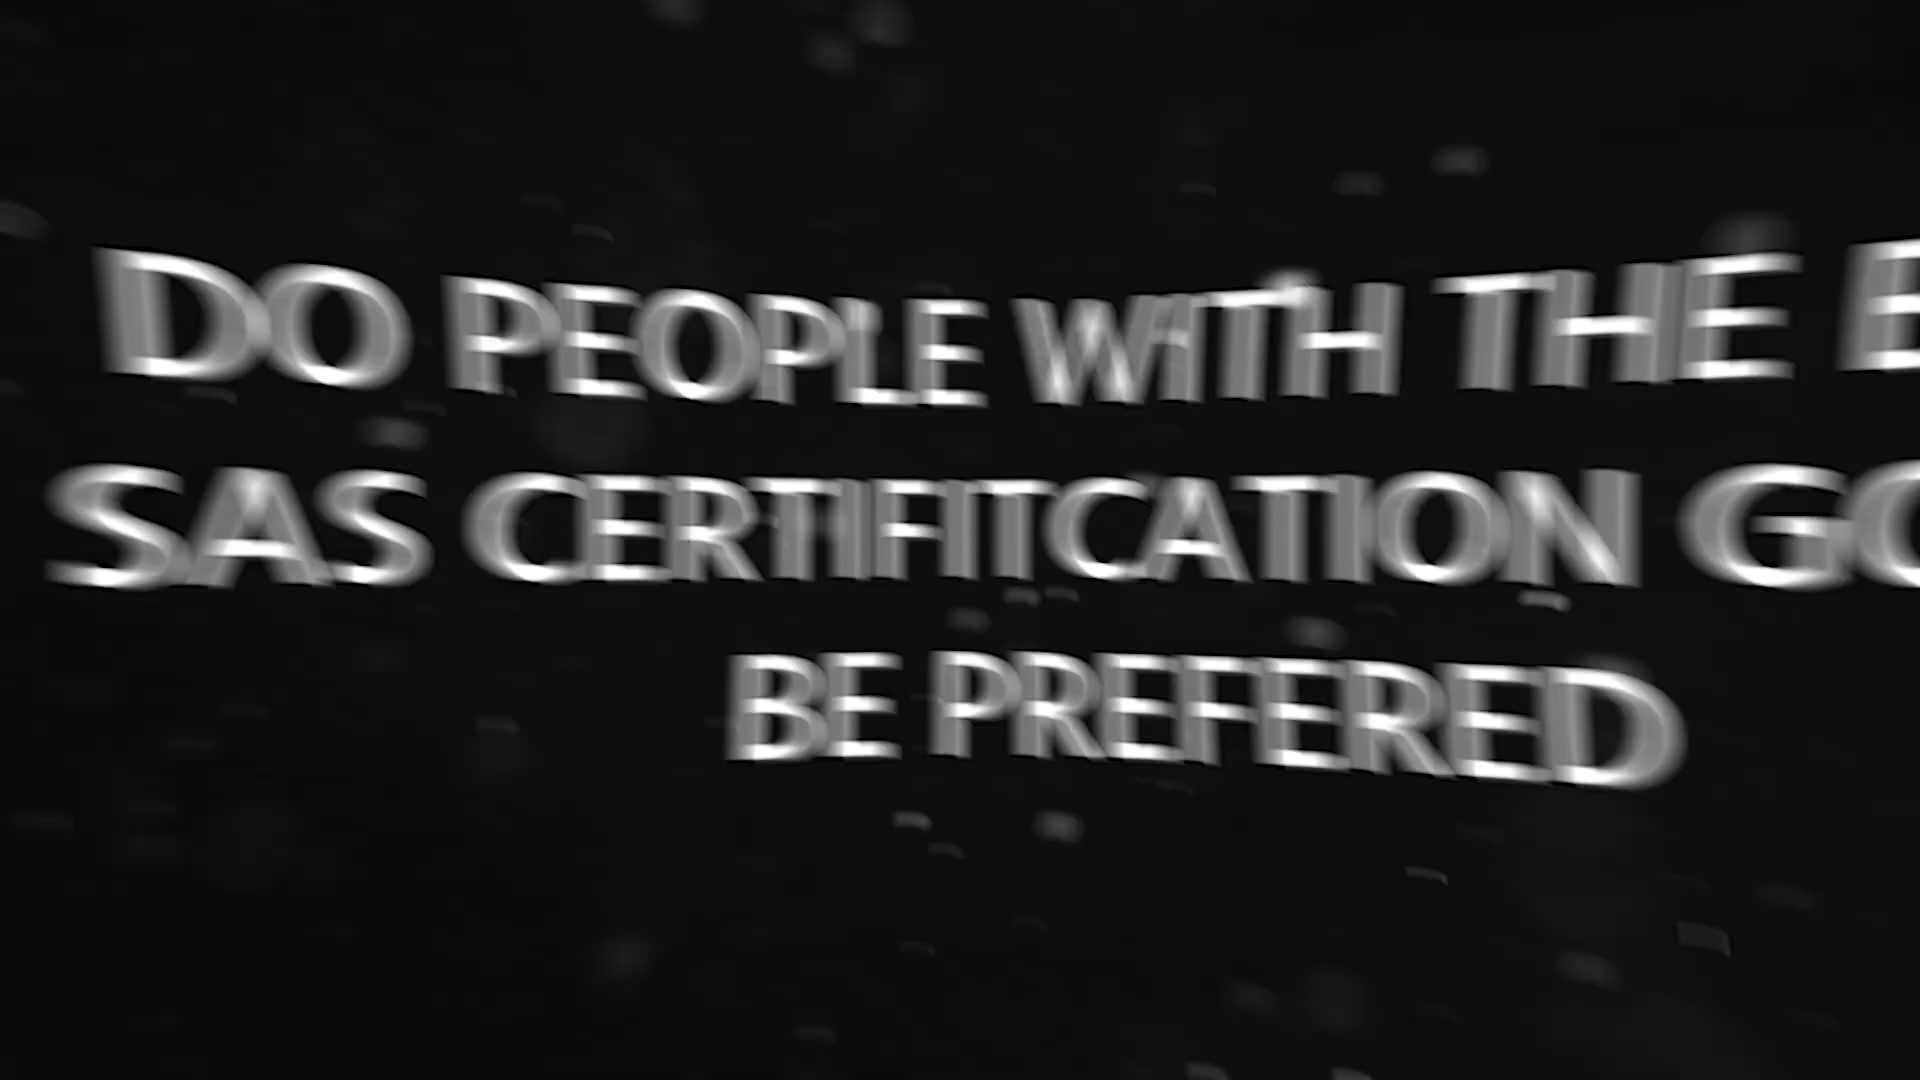 DO PEOPLE WITH THE
SAS CERTIFITCATION
BE PREFERED